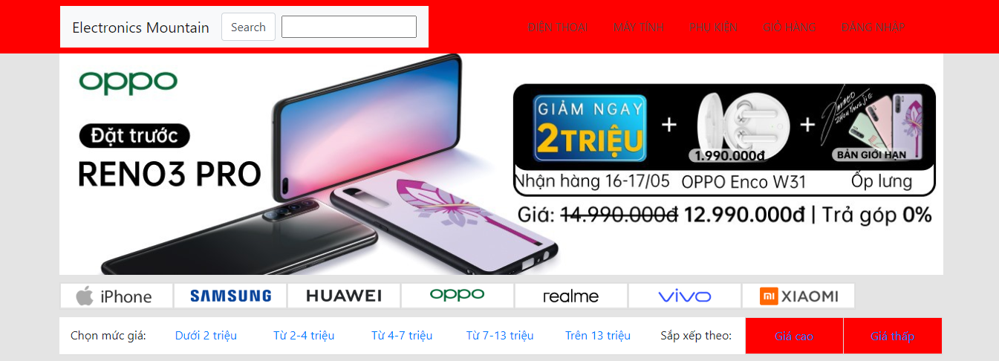 Electronics Mountain Search ĐIỆN THOẠI MÁY TÍNH PHỤ KIỆN GIỎ HÀNG ĐĂNG NHẬP
oppo
Đặt trước
RENO3 PRO
GIẢM NGAY
2TRIỆU
+
1.990.000đ
+
BẢN GIỚI HẠN
Nhận hàng 16-17/05 OPPO Enco W31 Ốp lưng
Giá: 14.990.000đ 12.990.000đ | Trả góp 0%
iPhone SAMSUNG HUAWEI oppo realme vivo mi XIAOMI
Chọn mức giá: Dưới 2 triệu Từ 2-4 triệu Từ 4-7 triệu Từ 7-13 triệu Trên 13 triệu Sắp xếp theo: Giá cao Giá thấp